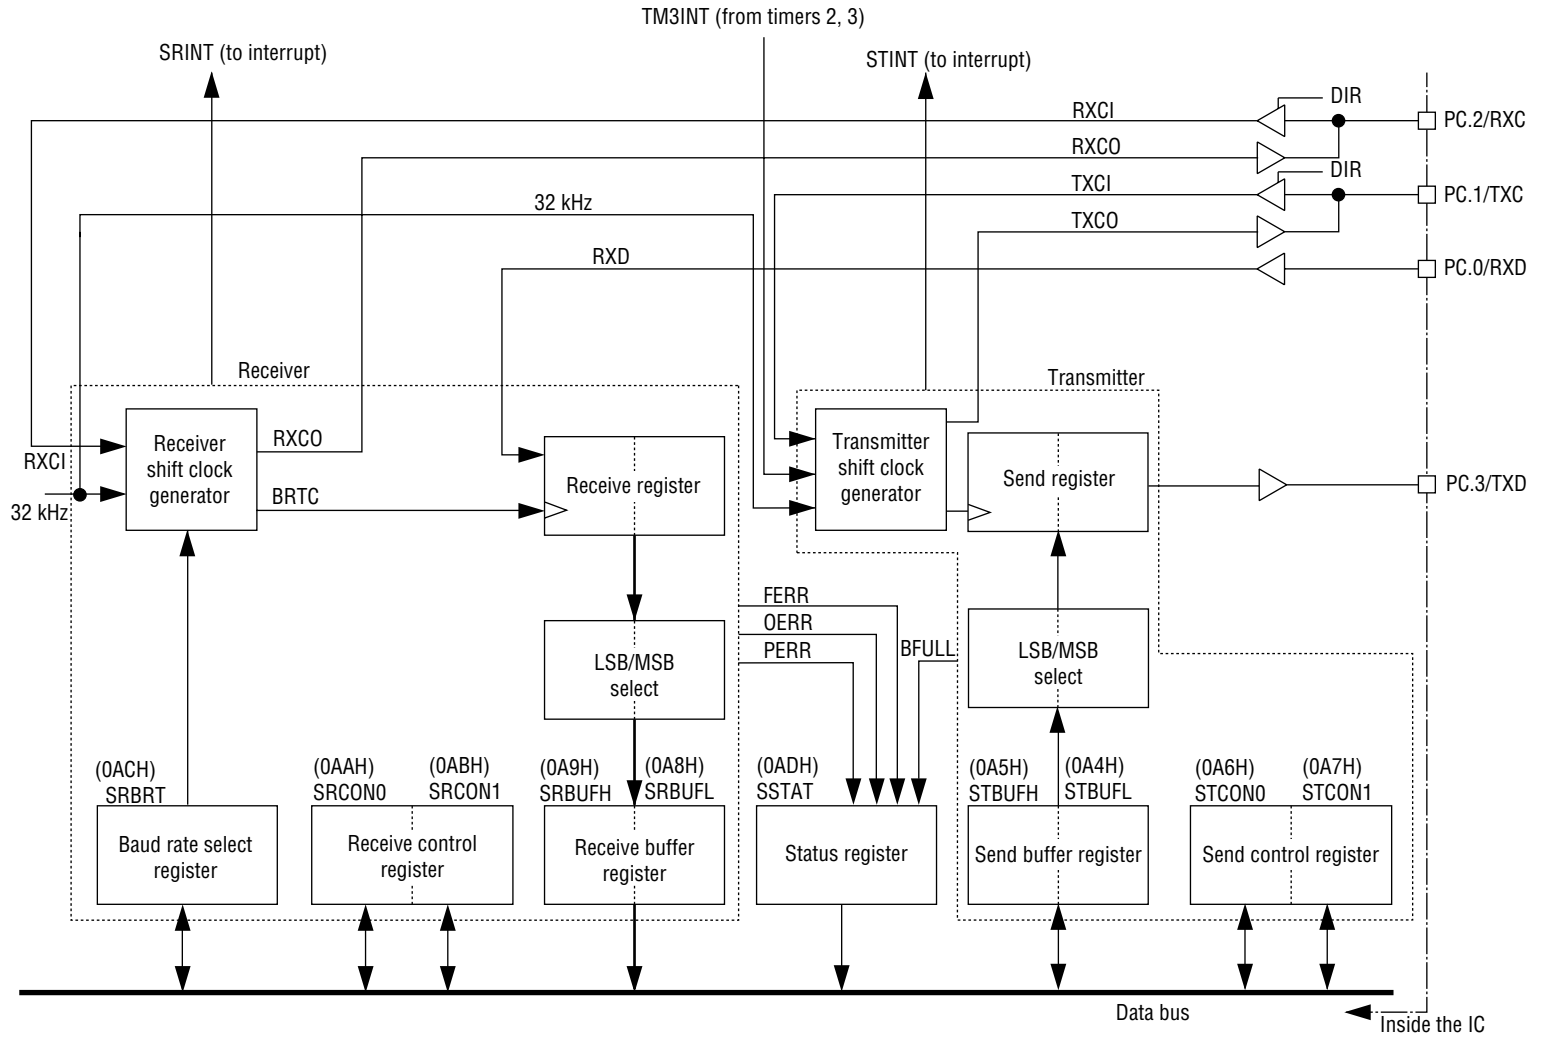 TM3INT (from timers 2, 3)
SRINT (to interrupt)
STINT (to interrupt)
DIR
RXCI
PC.2/RXC
RXCO
DIR
TXCI
PC.1/TXC
32 kHz
TXCO
RXD
PC.0/RXD
Receiver
Transmitter
RXCI
32 kHz
Receiver
shift clock
generator
RXCO
BRTC
Receive register
Transmitter
shift clock
generator
Send register
PC.3/TXD
FERR
OERR
PERR
BFULL
LSB/MSB
select
LSB/MSB
select
(0ACH)
SRBRT
(0AAH)
SRCON0
(0ABH)
SRCON1
(0A9H)
SRBUFH
(0A8H)
SRBUFL
(0ADH)
SSTAT
(0A5H)
STBUFH
(0A4H)
STBUFL
(0A6H)
STCON0
(0A7H)
STCON1
Baud rate select
register
Receive control
register
Receive buffer
register
Status register
Send buffer register
Send control register
Data bus
Inside the IC